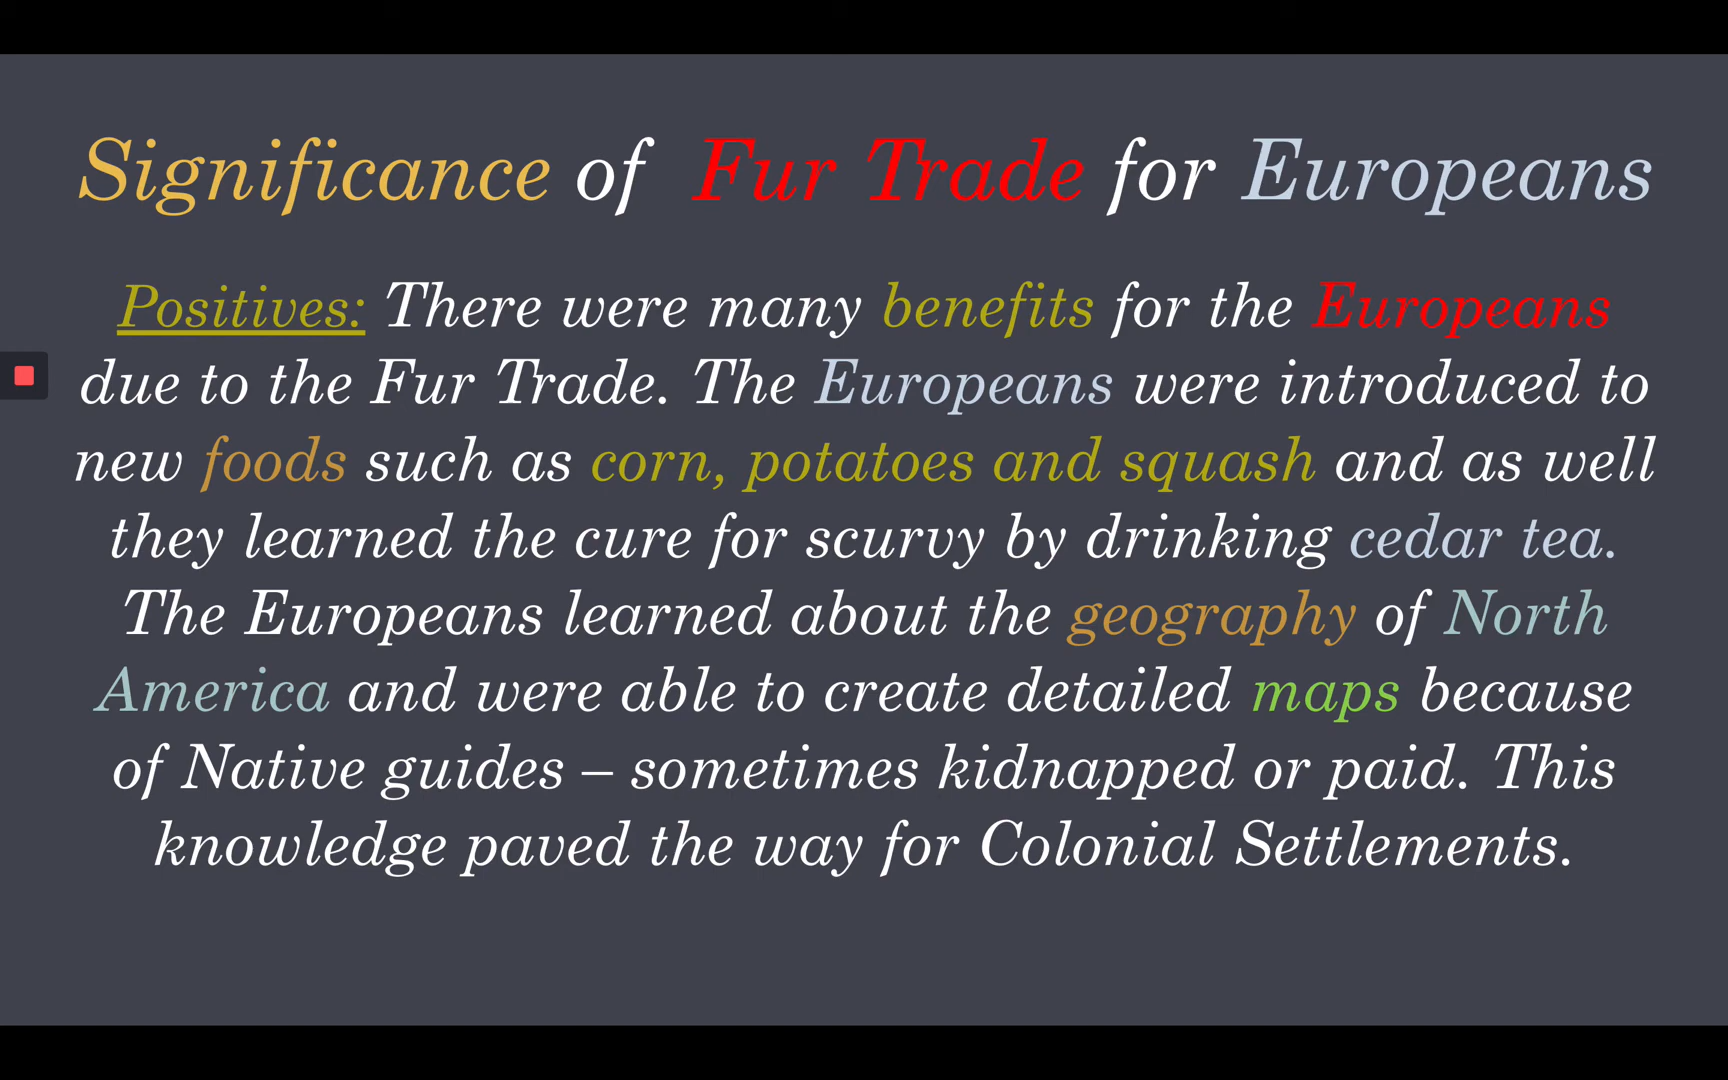 Significance of Fur Trade for Europeans
Positives: There were many benefits for the Europeans
due to the Fur Trade. The Europeans were introduced to
new foods such as corn, potatoes and squash and as well
they learned the cure for scurvy by drinking cedar tea.
The Europeans learned about the geography of North
America and were able to create detailed maps because
of Native guides – sometimes kidnapped or paid. This
knowledge paved the way for Colonial Settlements.